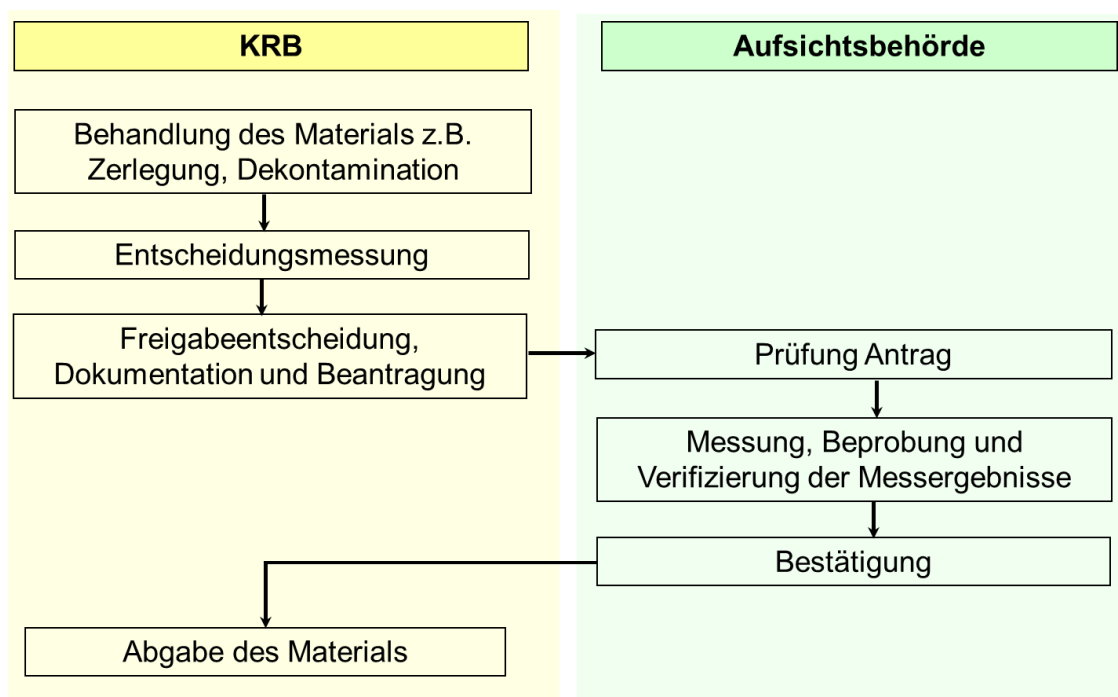 KRB
Aufsichtsbehörde
Behandlung des Materials z.B.
Zerlegung, Dekontamination
Entscheidungsmessung
Freigabeentscheidung,
Dokumentation und Beantragung
Prüfung Antrag
Messung, Beprobung und
Verifizierung der Messergebnisse
Bestätigung
Abgabe des Materials